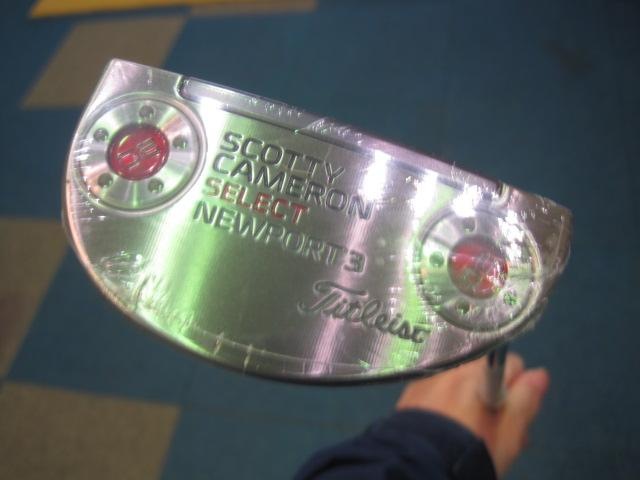 SCOTTY
CAMERON
SELECT
NEWPORT 3
Titleist